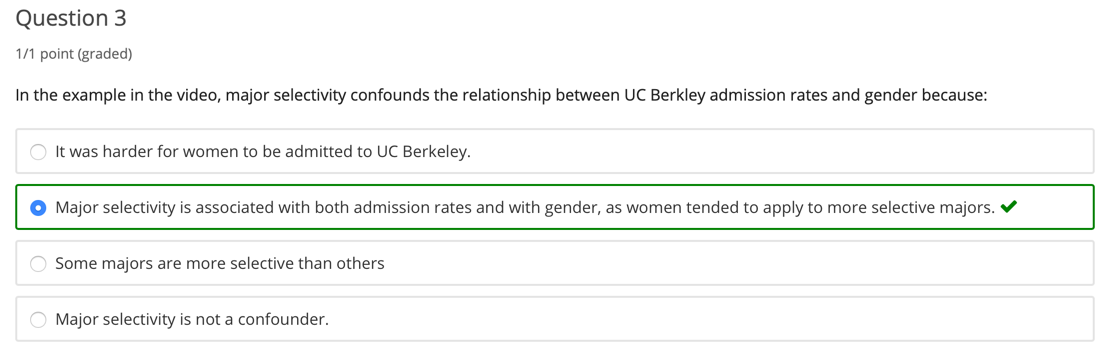 Question 3
1/1 point (graded)
In the example in the video, major selectivity confounds the relationship between UC Berkley admission rates and gender because:
It was harder for women to be admitted to UC Berkeley.
Major selectivity is associated with both admission rates and with gender, as women tended to apply to more selective majors.
Some majors are more selective than others
Major selectivity is not a confounder.